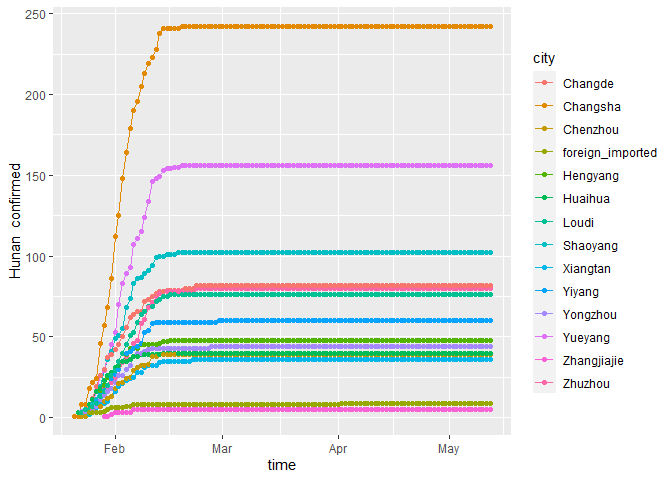 250
200
150
100
50
0
Hunan confirmed
Feb
Mar
Apr
May
time
city
Changde
Changsha
Chenzhou
foreign_imported
Hengyang
Huaihua
Loudi
Shaoyang
Xiangtan
Yiyang
Yongzhou
Yueyang
Zhangjiajie
Zhuzhou